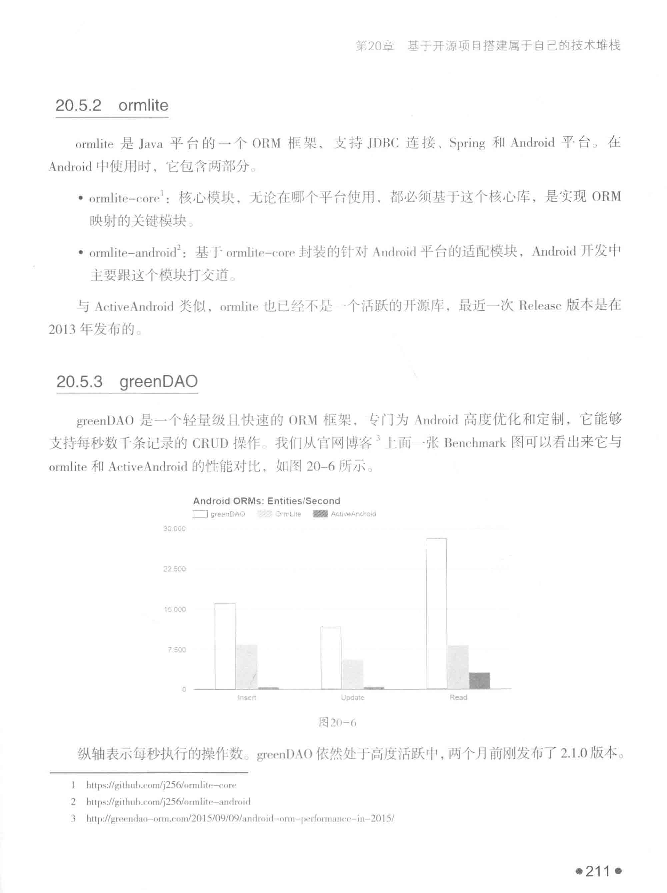 第20章 基于开源项目搭建属于自己的技术堆栈
20.5.2 ormlite
ormlite 是 Java 平台的一个 ORM 框架，支持 JDBC 连接、Spring 和 Android 平台。在
Android 中使用时，它包含两部分。
• ormlite-core1：核心模块，无论在哪个平台使用，都必须基于这个核心库，是实现 ORM
映射的关键模块。
• ormlite-android2：基于 ormlite-core 封装的针对 Android 平台的适配模块，Android 开发中
主要跟这个模块打交道。
与 ActiveAndroid 类似，ormlite 也已经不是一个活跃的开源库，最近一次 Release 版本是在
2013 年发布的。
20.5.3 greenDAO
greenDAO 是一个轻量级且快速的 ORM 框架，专门为 Android 高度优化和定制，它能够
支持每秒数千条记录的 CRUD 操作。我们从官网博客3上面一张 Benchmark 图可以看出来它与
ormlite 和 ActiveAndroid 的性能对比，如图 20-6 所示。
Android ORMs: Entities/Second
greenDAO OrmLite ActiveAndroid
30.000
22.500
15.000
7.500
0
Insert Update Read
图20-6
纵轴表示每秒执行的操作数。greenDAO 依然处于高度活跃中，两个月前刚发布了 2.1.0 版本。
1 https://github.com/j256/ormlite-core
2 https://github.com/j256/ormlite-android
3 http://greendao-orm.com/2015/09/09/android-orm-performance-in-2015/
•211•